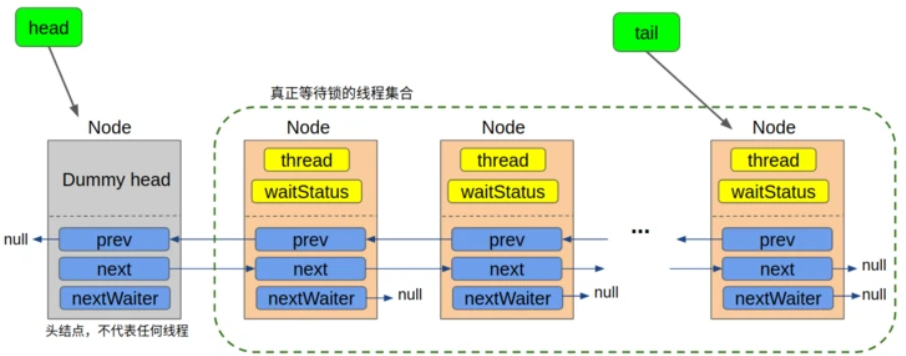 head
tail
真正等待锁的线程集合
Node Node Node Node
Dummy head thread thread thread
waitStatus waitStatus waitStatus
...
null prev prev prev prev
next next next next null
nextWaiter nextWaiter null nextWaiter null nextWaiter null
头结点，不代表任何线程